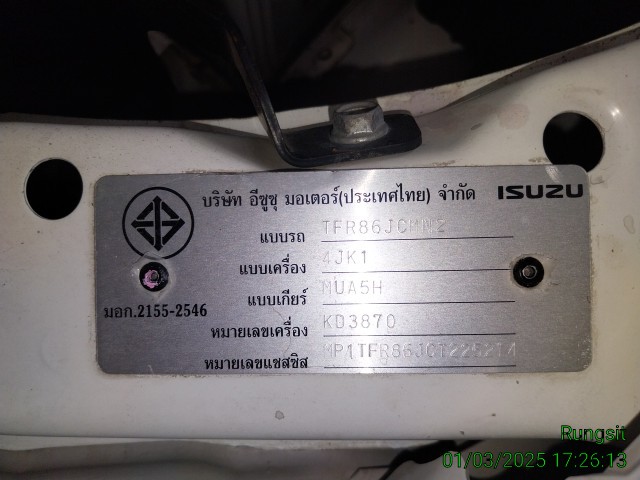 บริษัท อีซูซุ มอเตอร์(ประเทศไทย) จำกัด ISUZU
แบบรถ TFR86JCMN2
แบบเครื่อง 4JK1
แบบเกียร์ MUA5H
มอก.2155-2546
หมายเลขเครื่อง KD3870
หมายเลขแชสซิส
Rungsit
01/03/2025 17:26:13